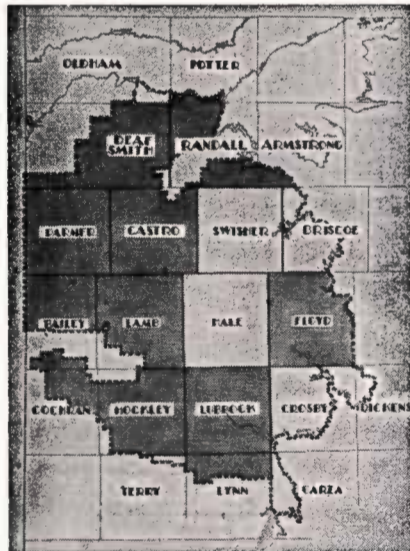 OLDHAM POTTER
DEAF SMITH RANDALL ARMSTRONG
PARMER CASTRO SWISHER BRISCOE
BAILEY LAMB HALE FLOYD
COCHRAN HOCKLEY LUBBOCK CROSBY DICKENS
TERRY LYNN GARZA